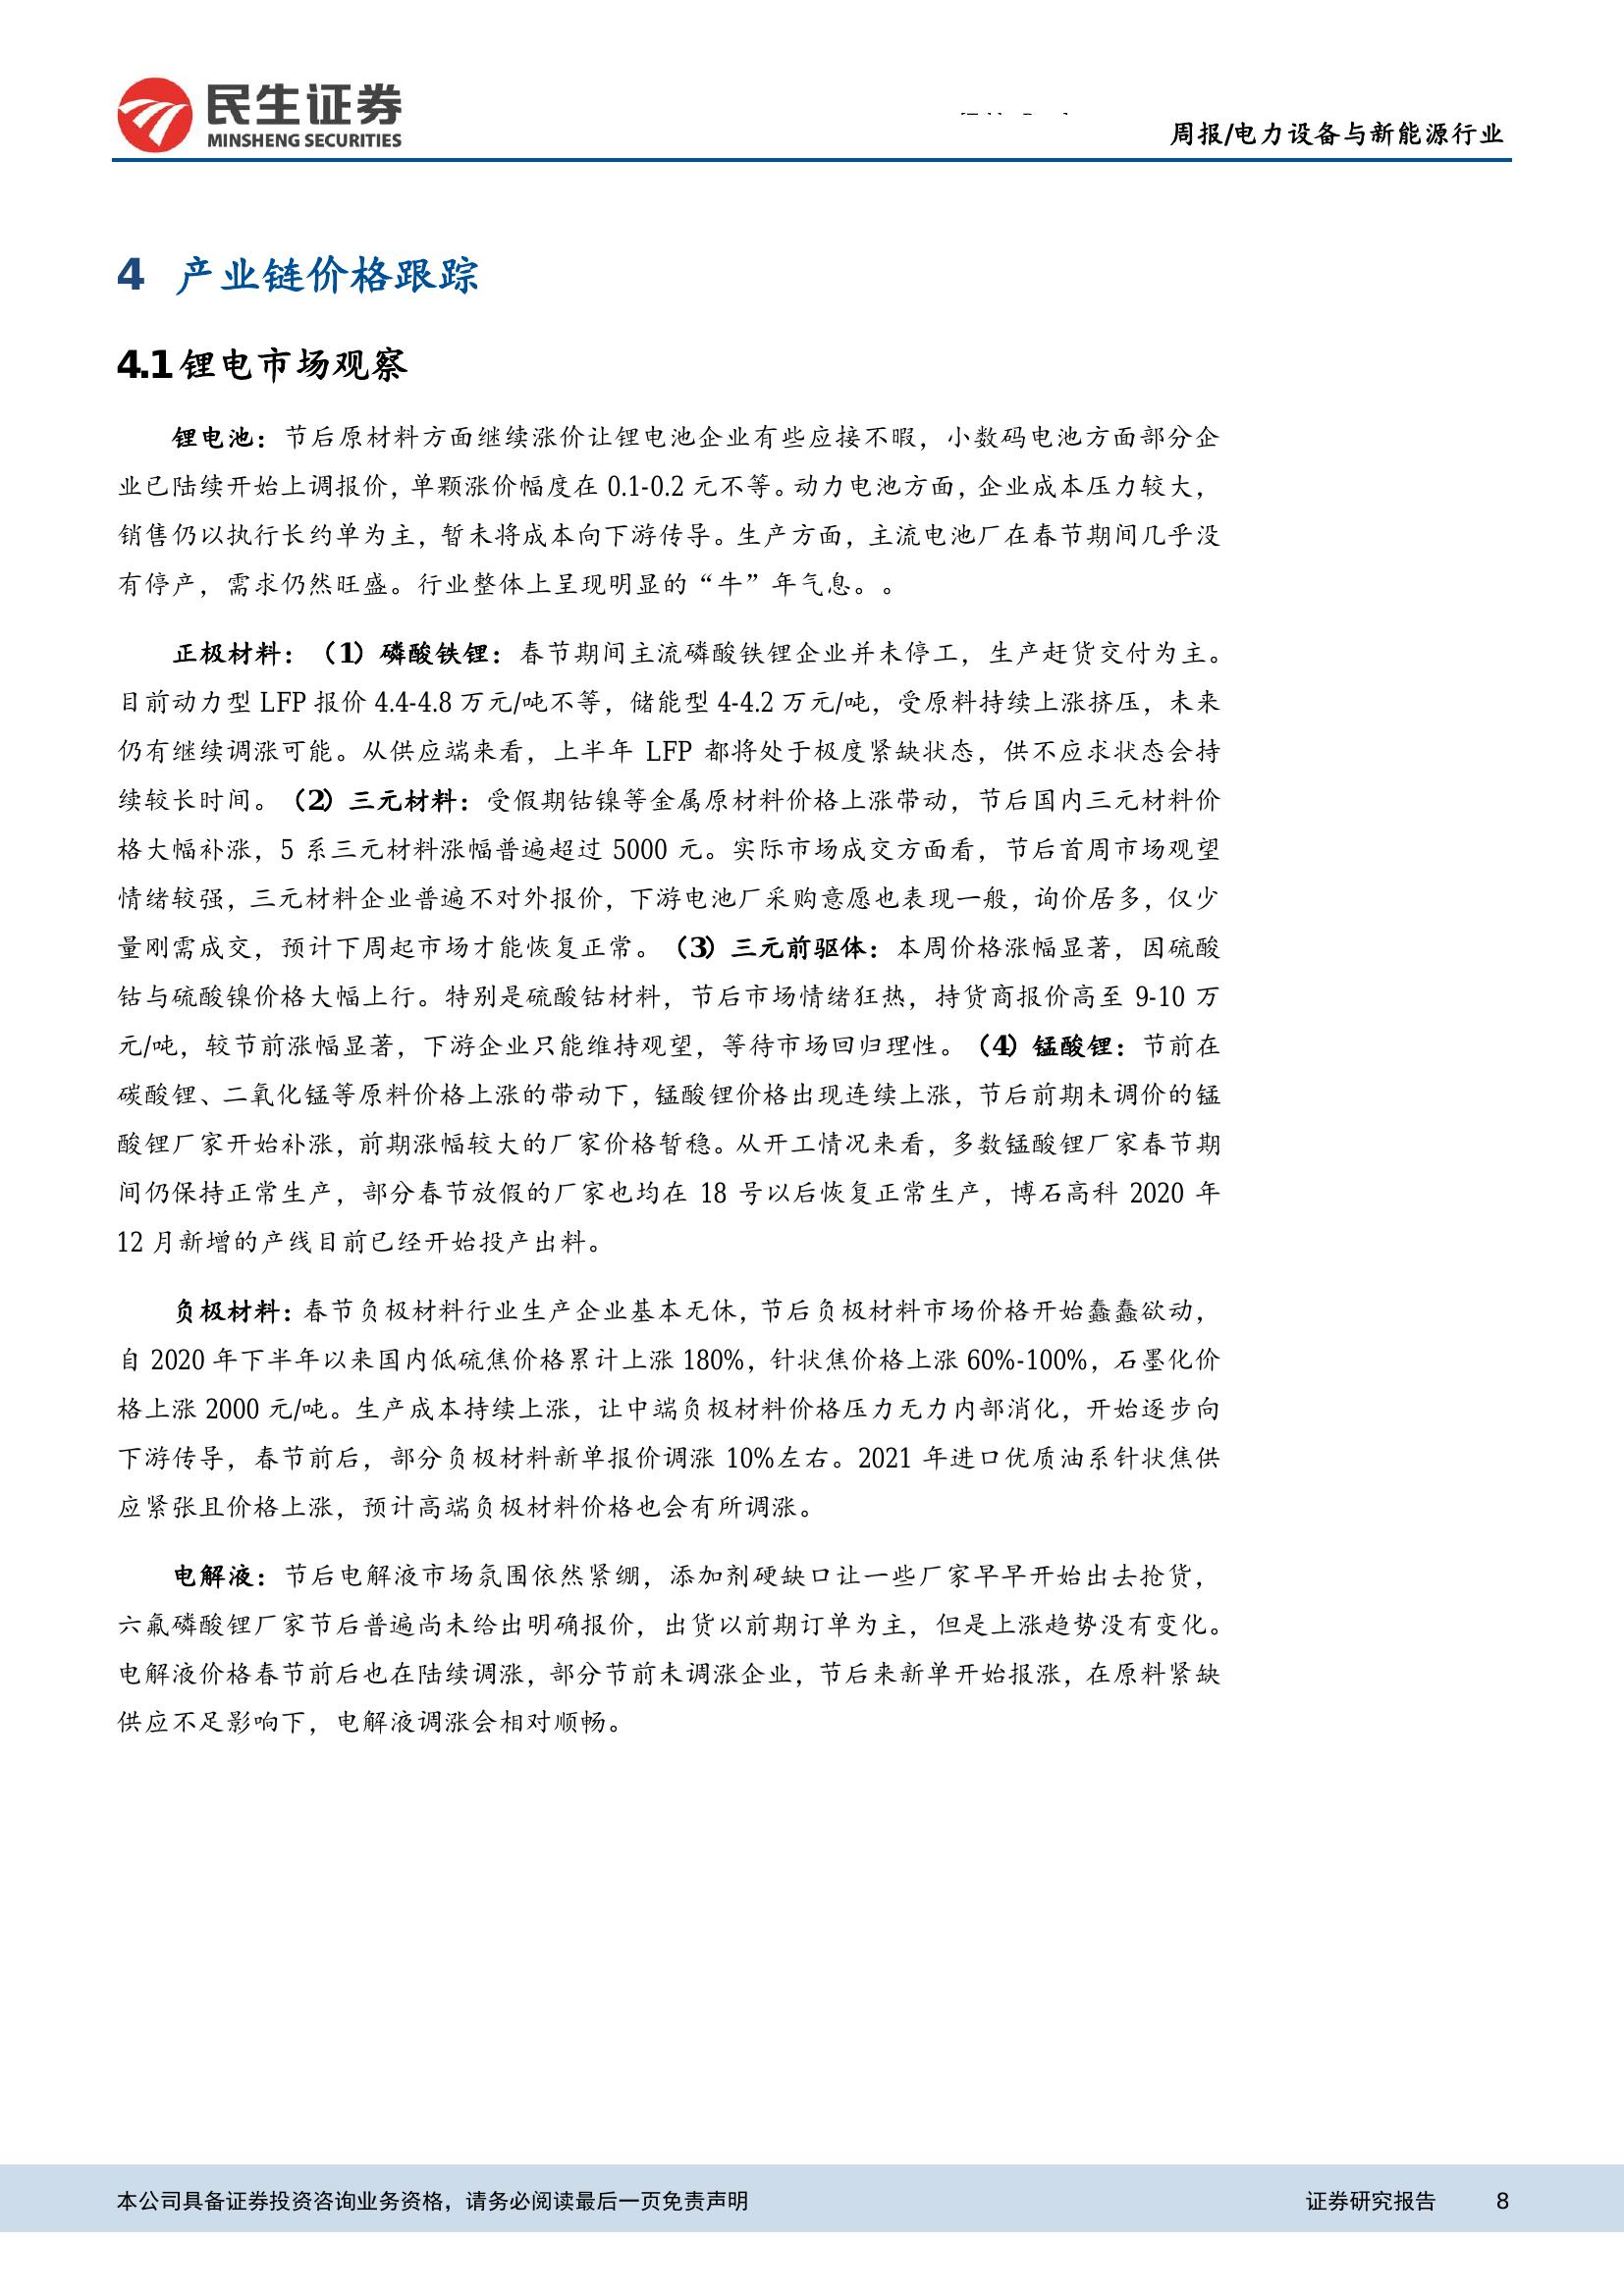 民生证券
MINSHENG SECURITIES
周报/电力设备与新能源行业
4 产业链价格跟踪
4.1 锂电市场观察
锂电池：节后原材料方面继续涨价让锂电池企业有些应接不暇，小数码电池方面部分企
业已陆续开始上调报价，单颗涨价幅度在 0.1-0.2 元不等。动力电池方面，企业成本压力较大，
销售仍以执行长约单为主，暂未将成本向下游传导。生产方面，主流电池厂在春节期间几乎没
有停产，需求仍然旺盛。行业整体上呈现明显的“牛”年气息。。
正极材料：（1）磷酸铁锂：春节期间主流磷酸铁锂企业并未停工，生产赶货交付为主。
目前动力型 LFP 报价 4.4-4.8 万元/吨不等，储能型 4-4.2 万元/吨，受原料持续上涨挤压，未来
仍有继续调涨可能。从供应端来看，上半年 LFP 都将处于极度紧缺状态，供不应求状态会持
续较长时间。（2）三元材料：受假期钴镍等金属原材料价格上涨带动，节后国内三元材料价
格大幅补涨，5 系三元材料涨幅普遍超过 5000 元。实际市场成交方面看，节后首周市场观望
情绪较强，三元材料企业普遍不对外报价，下游电池厂采购意愿也表现一般，询价居多，仅少
量刚需成交，预计下周起市场才能恢复正常。（3）三元前驱体：本周价格涨幅显著，因硫酸
钴与硫酸镍价格大幅上行。特别是硫酸钴材料，节后市场情绪狂热，持货商报价高至 9-10 万
元/吨，较节前涨幅显著，下游企业只能维持观望，等待市场回归理性。（4）锰酸锂：节前在
碳酸锂、二氧化锰等原料价格上涨的带动下，锰酸锂价格出现连续上涨，节后前期未调价的锰
酸锂厂家开始补涨，前期涨幅较大的厂家价格暂稳。从开工情况来看，多数锰酸锂厂家春节期
间仍保持正常生产，部分春节放假的厂家也均在 18 号以后恢复正常生产，博石高科 2020 年
12 月新增的产线目前已经开始投产出料。
负极材料：春节负极材料行业生产企业基本无休，节后负极材料市场价格开始蠢蠢欲动，
自 2020 年下半年以来国内低硫焦价格累计上涨 180%，针状焦价格上涨 60%-100%，石墨化价
格上涨 2000 元/吨。生产成本持续上涨，让中端负极材料价格压力无力内部消化，开始逐步向
下游传导，春节前后，部分负极材料新单报价调涨 10%左右。2021 年进口优质油系针状焦供
应紧张且价格上涨，预计高端负极材料价格也会有所调涨。
电解液：节后电解液市场氛围依然紧绷，添加剂硬缺口让一些厂家早早开始出去抢货，
六氟磷酸锂厂家节后普遍尚未给出明确报价，出货以前期订单为主，但是上涨趋势没有变化。
电解液价格春节前后也在陆续调涨，部分节前未调涨企业，节后来新单开始报涨，在原料紧缺
供应不足影响下，电解液调涨会相对顺畅。
本公司具备证券投资咨询业务资格，请务必阅读最后一页免责声明 证券研究报告 8